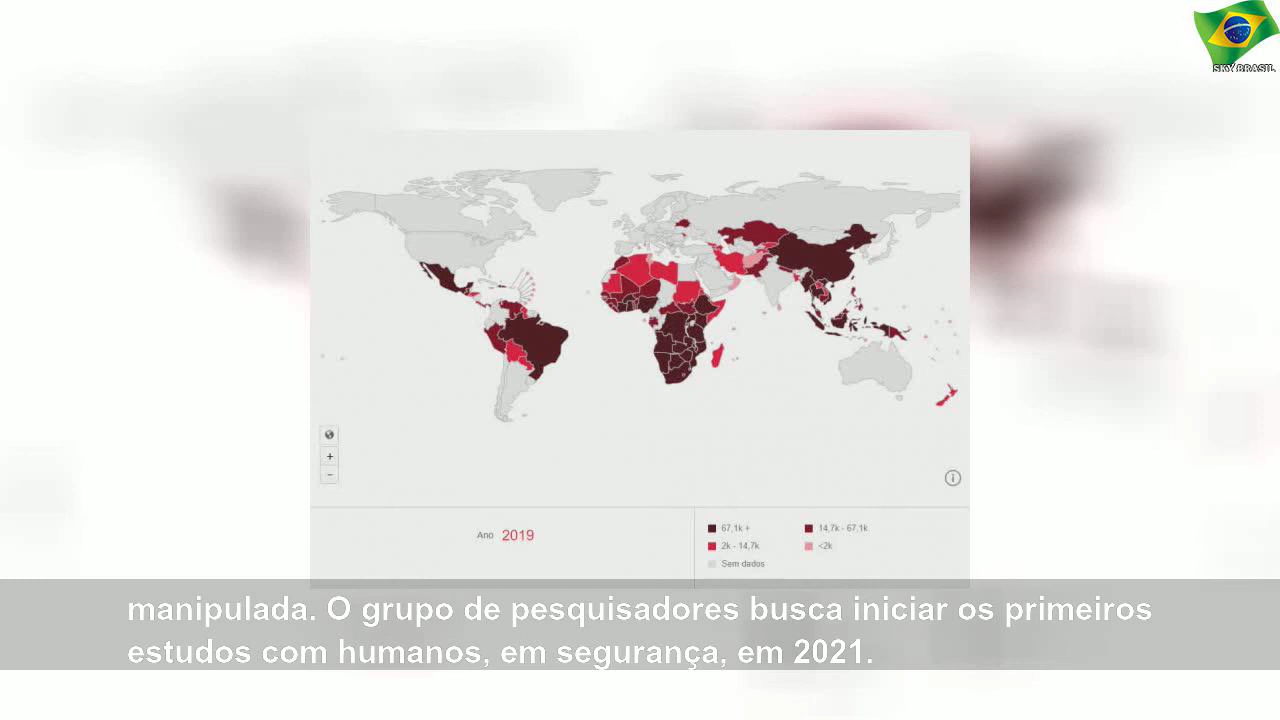 SKY BRASIL
+
−
i
Ano 2019
67,1k +
14,7k - 67,1k
2k - 14,7k
<2k
Sem dados
manipulada. O grupo de pesquisadores busca iniciar os primeiros
estudos com humanos, em segurança, em 2021.